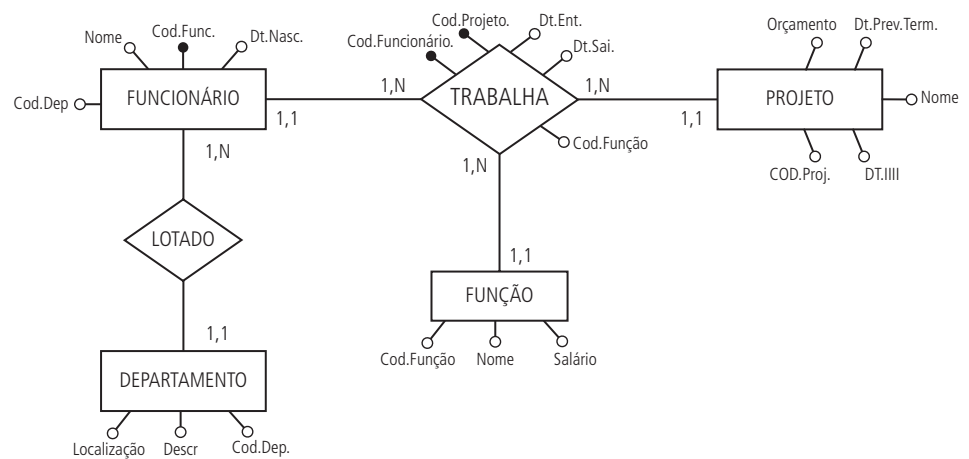 Cod.Projeto.
Dt.Ent.
Cod.Func.
Nome
Dt.Nasc.
Cod.Funcionário.
Dt.Sai.
Orçamento
Dt.Prev.Term.
Cod.Dep
FUNCIONÁRIO
1,N
TRABALHA
1,N
PROJETO
Nome
1,1
1,1
1,N
1,N
Cod.Função
COD.Proj.
DT.IIII
LOTADO
1,1
FUNÇÃO
1,1
Cod.Função
Nome
Salário
DEPARTAMENTO
Localização
Descr
Cod.Dep.